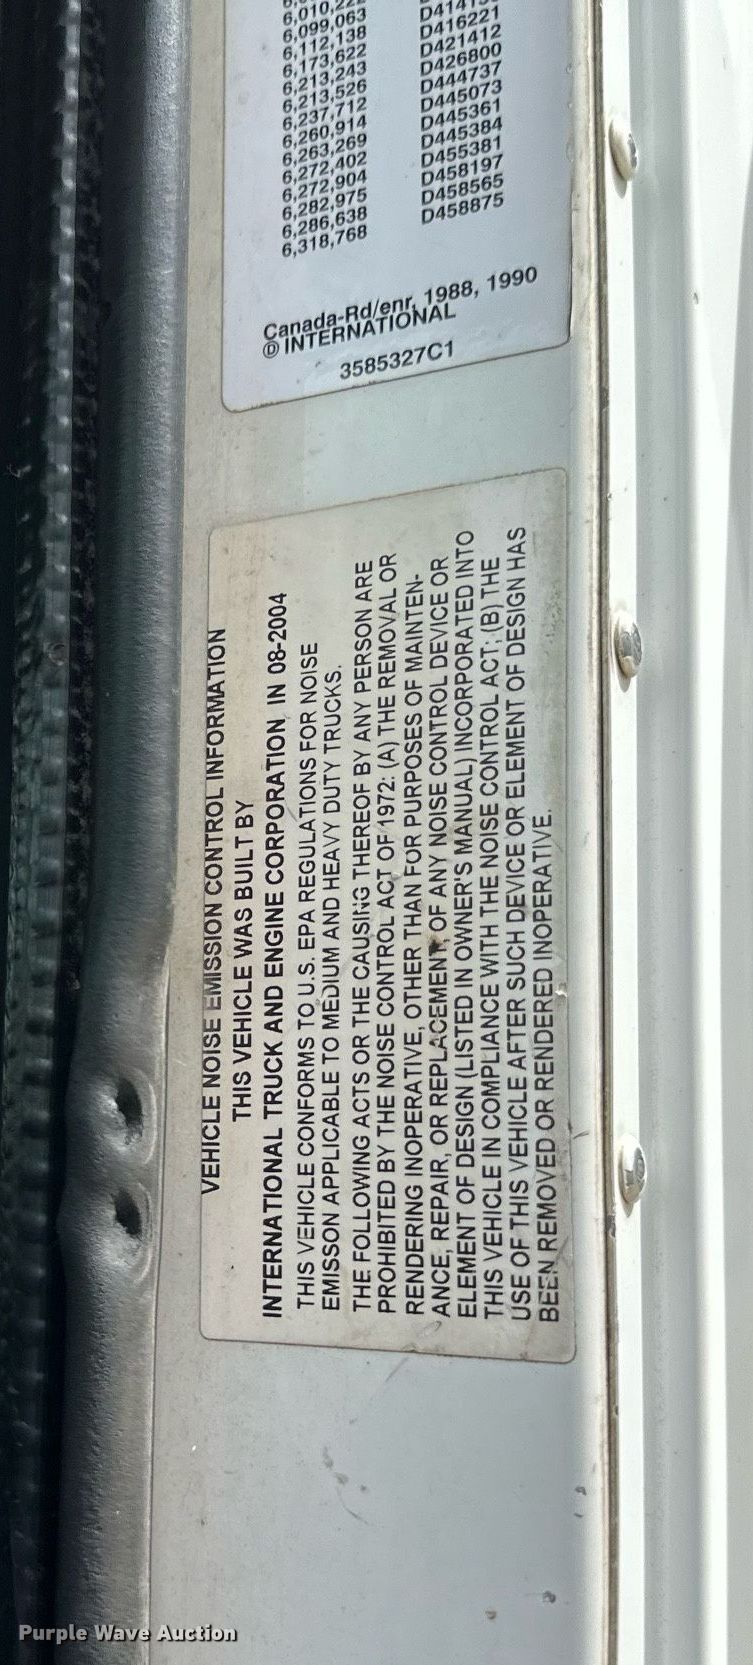 6,010,222
6,099,063
6,112,138
6,173,622
6,213,243
6,213,526
6,237,712
6,260,914
6,263,269
6,272,402
6,272,904
6,282,975
6,286,638
6,318,768
D416221
D421412
D426800
D444737
D445073
D445361
D445384
D455381
D458197
D458565
D458875
Canada-Rd/enr, 1988, 1990
Ⓓ INTERNATIONAL
3585327C1
VEHICLE NOISE EMISSION CONTROL INFORMATION
THIS VEHICLE WAS BUILT BY
INTERNATIONAL TRUCK AND ENGINE CORPORATION IN 08-2004
THIS VEHICLE CONFORMS TO U.S. EPA REGULATIONS FOR NOISE
EMISSON APPLICABLE TO MEDIUM AND HEAVY DUTY TRUCKS.
THE FOLLOWING ACTS OR THE CAUSING THEREOF BY ANY PERSON ARE
PROHIBITED BY THE NOISE CONTROL ACT OF 1972: (A) THE REMOVAL OR
RENDERING INOPERATIVE, OTHER THAN FOR PURPOSES OF MAINTEN-
ANCE, REPAIR, OR REPLACEMENT, OF ANY NOISE CONTROL DEVICE OR
ELEMENT OF DESIGN (LISTED IN OWNER'S MANUAL) INCORPORATED INTO
THIS VEHICLE IN COMPLIANCE WITH THE NOISE CONTROL ACT; (B) THE
USE OF THIS VEHICLE AFTER SUCH DEVICE OR ELEMENT OF DESIGN HAS
BEEN REMOVED OR RENDERED INOPERATIVE.
Purple Wave Auction